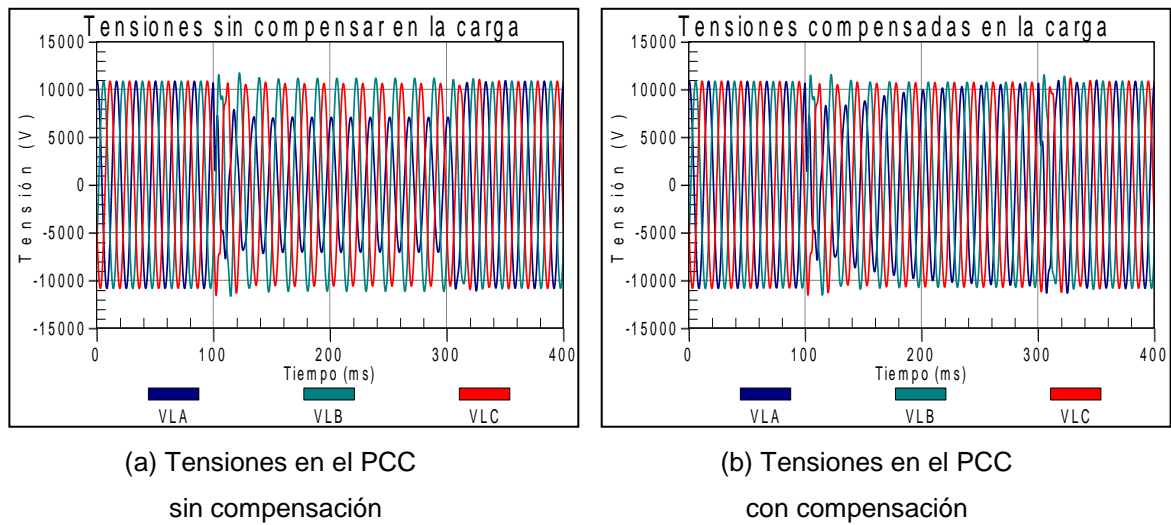 Tensiones sin compensar en la carga
15000
10000
5000
0
-5000
-10000
-15000
Tensión (V)
0 100 200 300 400
Tiempo (ms)
VLA VLB VLC
(a) Tensiones en el PCC
sin compensación
Tensiones compensadas en la carga
15000
10000
5000
0
-5000
-10000
-15000
Tensión (V)
0 100 200 300 400
Tiempo (ms)
VLA VLB VLC
(b) Tensiones en el PCC
con compensación